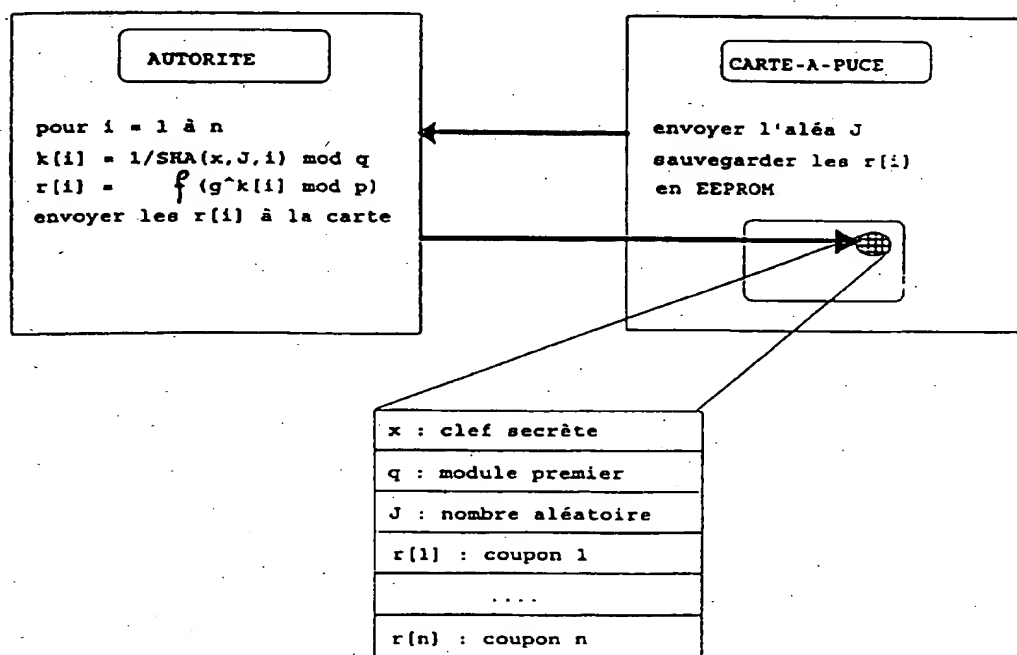 AUTORITE
pour i = 1 à n
k[i] = 1/SHA(x,J,i) mod q
r[i] = f (g^k[i] mod p)
envoyer les r[i] à la carte
CARTE-A-PUCE
envoyer l'aléa J
sauvegarder les r[i]
en EEPROM
x : clef secrète
q : module premier
J : nombre aléatoire
r[1] : coupon 1
....
r[n] : coupon n